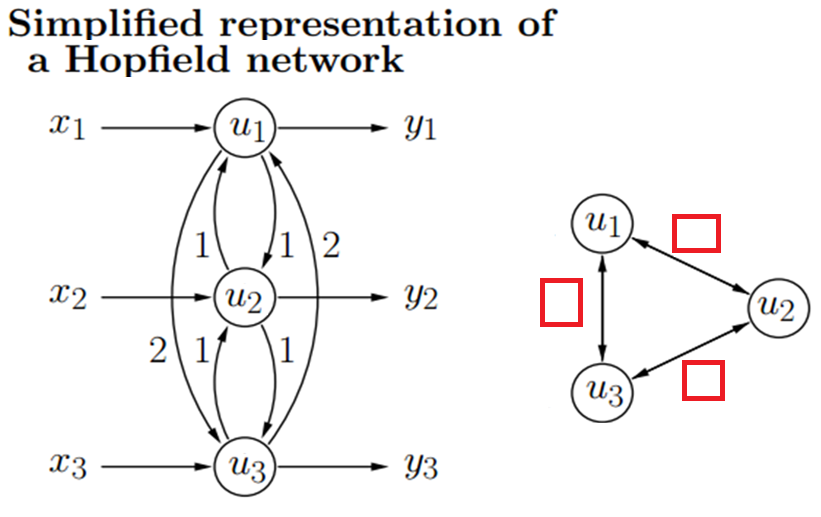 Simplified representation of
a Hopfield network
x1 u1 y1
1 1 2
x2 u2 y2
2 1 1
x3 u3 y3
u1
u2
u3